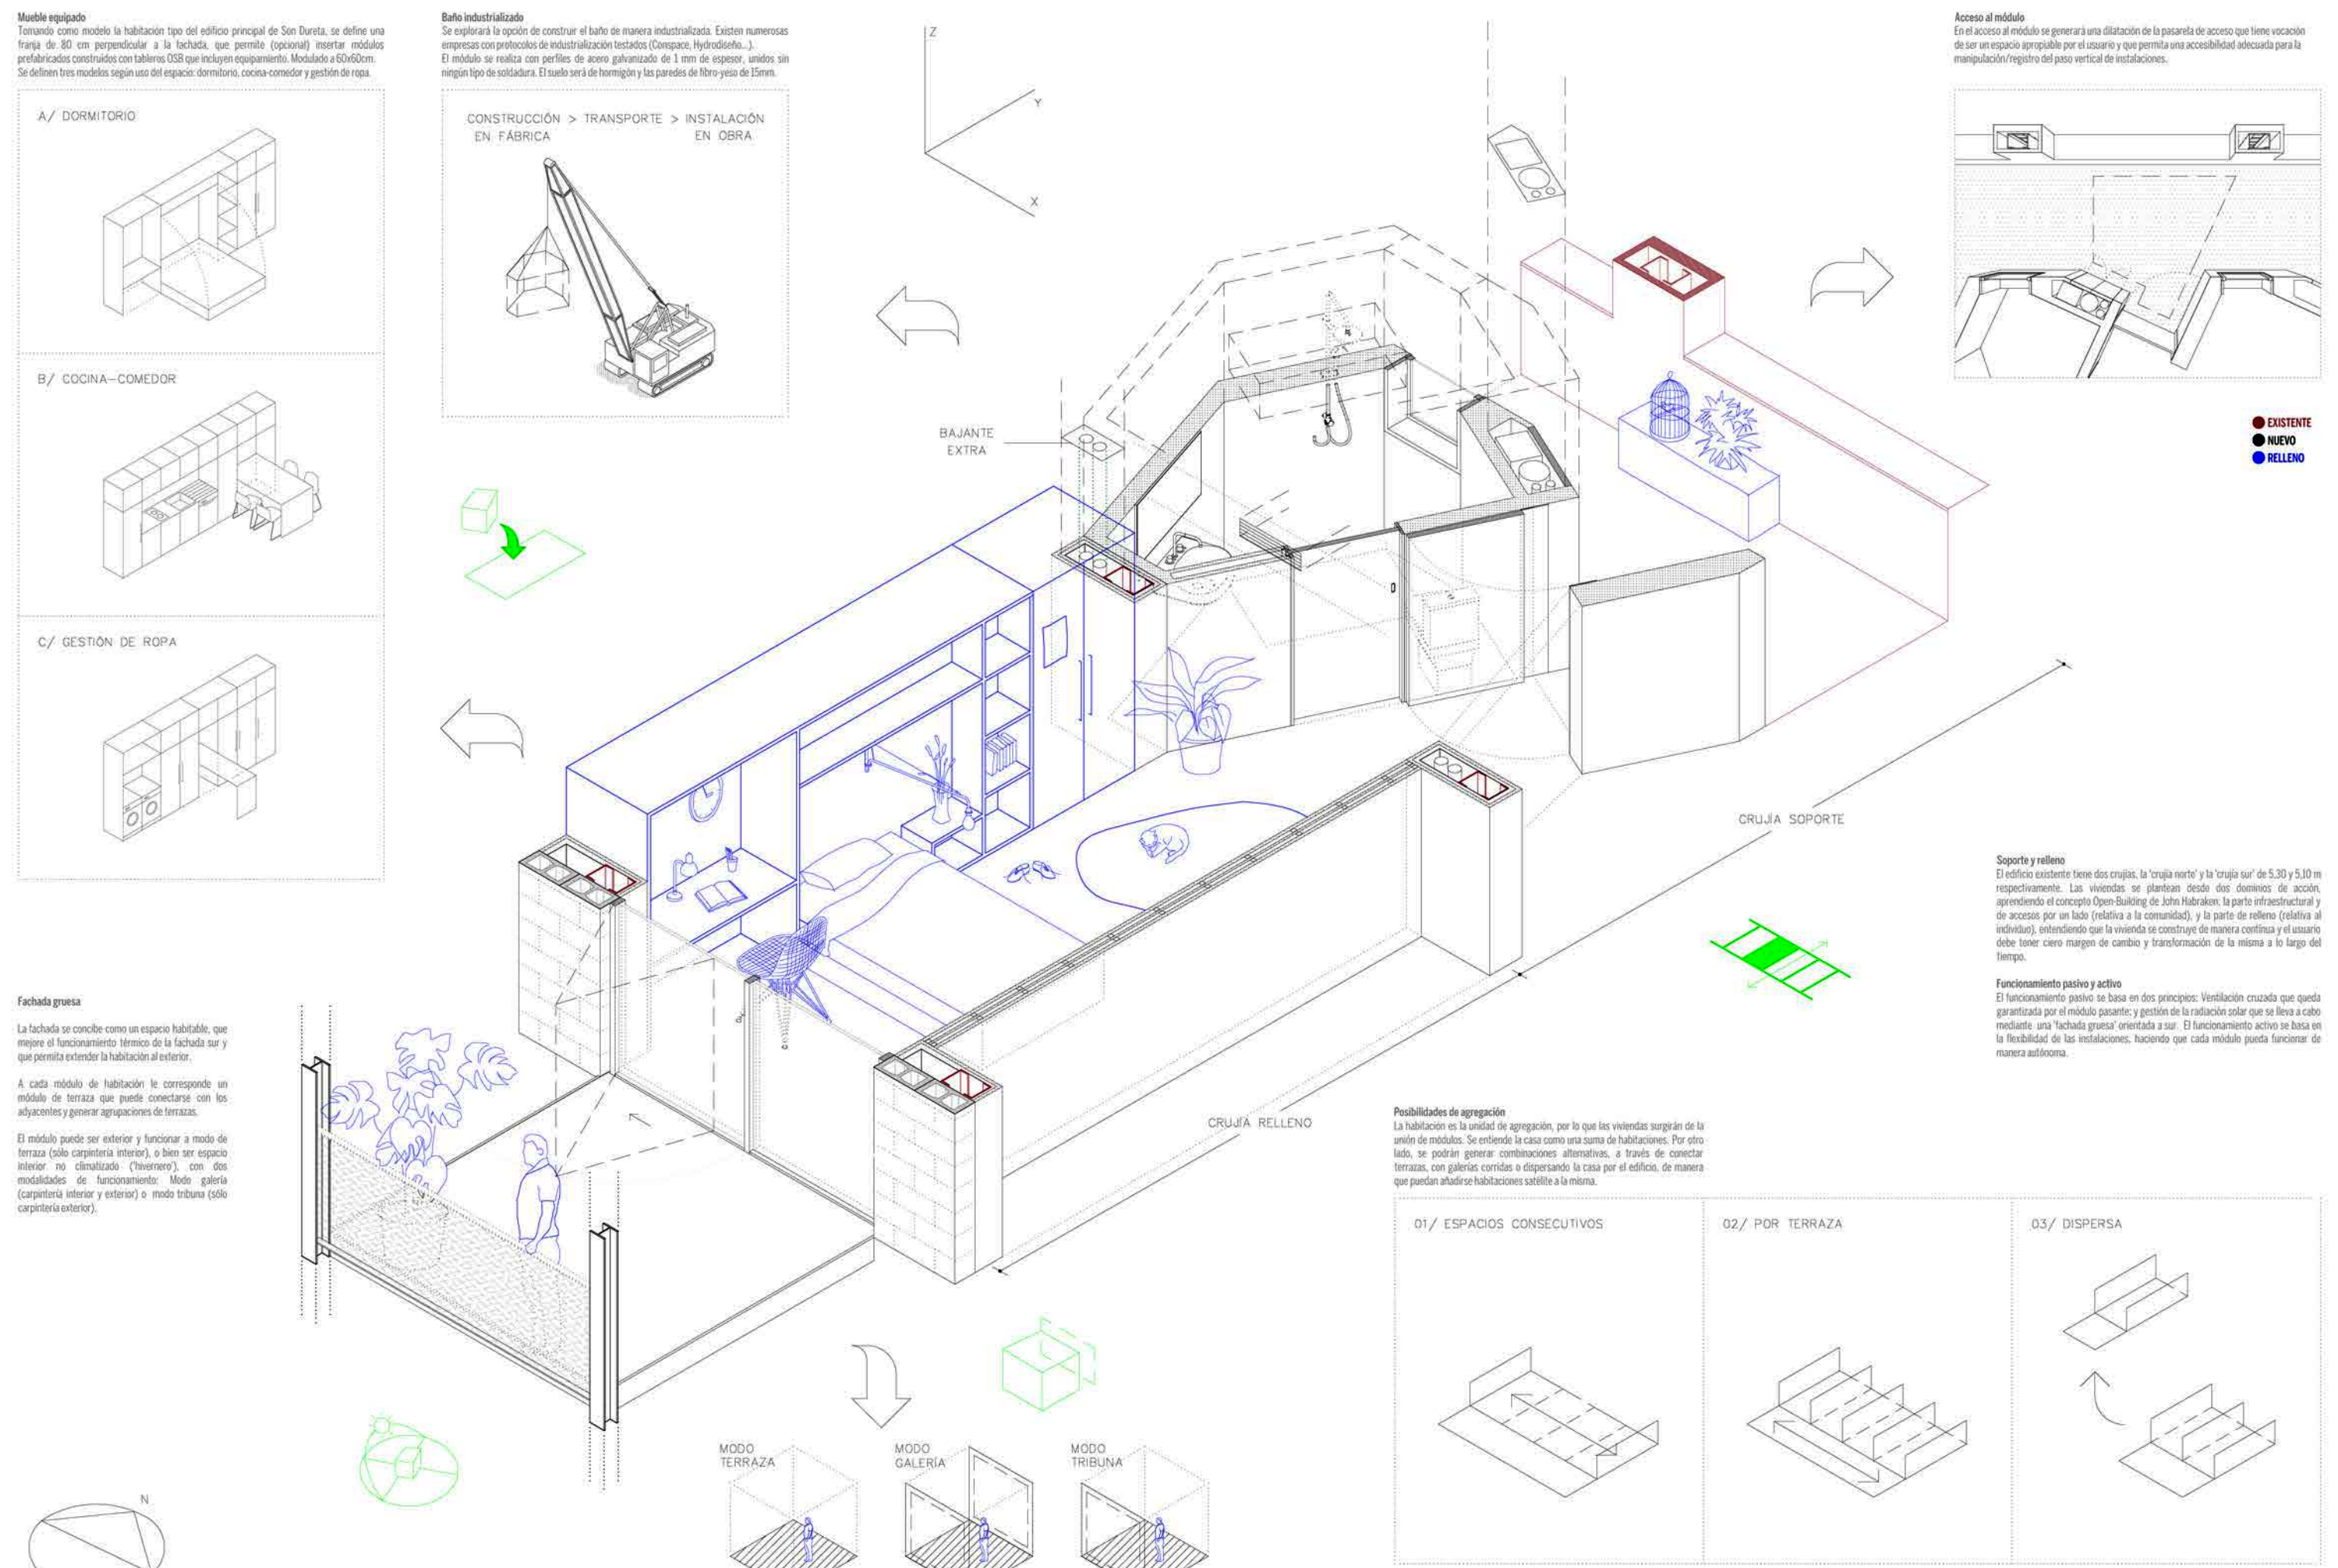 Mueble equipado
Tomando como modelo la habitación tipo del edificio principal de Son Dureta, se define una
franja de 80 cm perpendicular a la fachada, que permite (opcional) insertar módulos
prefabricados construidos con tableros OSB que incluyen equipamiento. Modulado a 60x60cm.
Se definen tres modelos según uso del espacio: dormitorio, cocina-comedor y gestión de ropa.
A/ DORMITORIO
B/ COCINA-COMEDOR
C/ GESTIÓN DE ROPA
Baño industrializado
Se explorará la opción de construir el baño de manera industrializada. Existen numerosas
empresas con protocolos de industrialización testados (Conspace, Hydrodiseño...).
El módulo se realiza con perfiles de acero galvanizado de 1 mm de espesor, unidos sin
ningún tipo de soldadura. El suelo será de hormigón y las paredes de fibro-yeso de 15mm.
CONSTRUCCIÓN > TRANSPORTE > INSTALACIÓN
EN FÁBRICA EN OBRA
Z
Y
X
BAJANTE
EXTRA
Acceso al módulo
En el acceso al módulo se generará una dilatación de la pasarela de acceso que tiene vocación
de ser un espacio apropiable por el usuario y que permita una accesibilidad adecuada para la
manipulación/registro del paso vertical de instalaciones.
EXISTENTE
NUEVO
RELLENO
CRUJÍA SOPORTE
CRUJÍA RELLENO
Soporte y relleno
El edificio existente tiene dos crujías, la 'crujía norte' y la 'crujía sur' de 5,30 y 5,10 m
respectivamente. Las viviendas se plantean desde dos dominios de acción,
aprendiendo el concepto Open-Building de John Habraken: la parte infraestructural y
de accesos por un lado (relativa a la comunidad), y la parte de relleno (relativa al
individuo), entendiendo que la vivienda se construye de manera contínua y el usuario
debe tener ciero margen de cambio y transformación de la misma a lo largo del
tiempo.
Funcionamiento pasivo y activo
El funcionamiento pasivo se basa en dos principios: Ventilación cruzada que queda
garantizada por el módulo pasante; y gestión de la radiación solar que se lleva a cabo
mediante una 'fachada gruesa' orientada a sur. El funcionamiento activo se basa en
la flexibilidad de las instalaciones, haciendo que cada módulo pueda funcionar de
manera autónoma.
Fachada gruesa
La fachada se concibe como un espacio habitable, que
mejore el funcionamiento térmico de la fachada sur y
que permita extender la habitación al exterior.
A cada módulo de habitación le corresponde un
módulo de terraza que puede conectarse con los
adyacentes y generar agrupaciones de terrazas.
El módulo puede ser exterior y funcionar a modo de
terraza (sólo carpintería interior), o bien ser espacio
interior no climatizado ('hivernero'), con dos
modalidades de funcionamiento: Modo galería
(carpintería interior y exterior) o modo tribuna (sólo
carpintería exterior).
N
MODO
TERRAZA
MODO
GALERÍA
MODO
TRIBUNA
Posibilidades de agregación
La habitación es la unidad de agregación, por lo que las viviendas surgirán de la
unión de módulos. Se entiende la casa como una suma de habitaciones. Por otro
lado, se podrán generar combinaciones alternativas, a través de conectar
terrazas, con galerías corridas o dispersando la casa por el edificio, de manera
que puedan añadirse habitaciones satélite a la misma.
01/ ESPACIOS CONSECUTIVOS
02/ POR TERRAZA
03/ DISPERSA